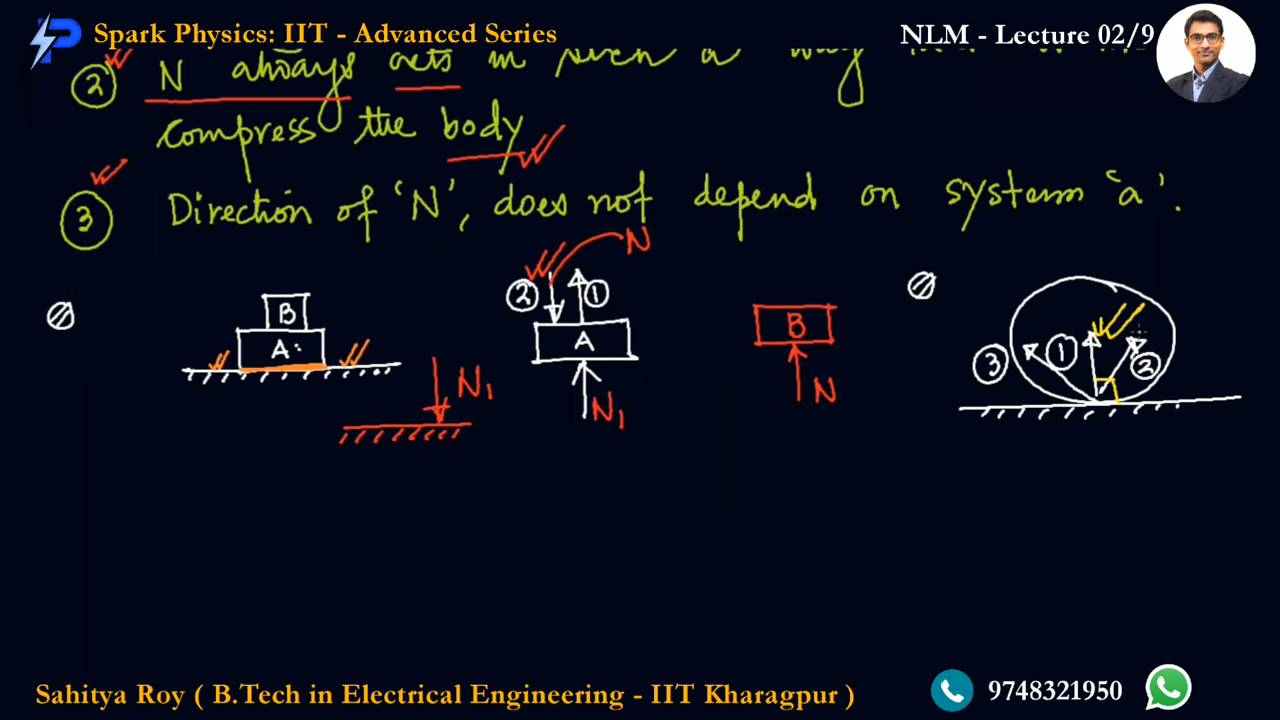 Spark Physics: IIT - Advanced Series
NLM - Lecture 02/9
② N always acts in such a way
compress the body
③ Direction of 'N', does not depend on system 'a'.
N
B
A
N1
② ①
A
N1
B
N
③ ① ②
Sahitya Roy ( B.Tech in Electrical Engineering - IIT Kharagpur )
9748321950